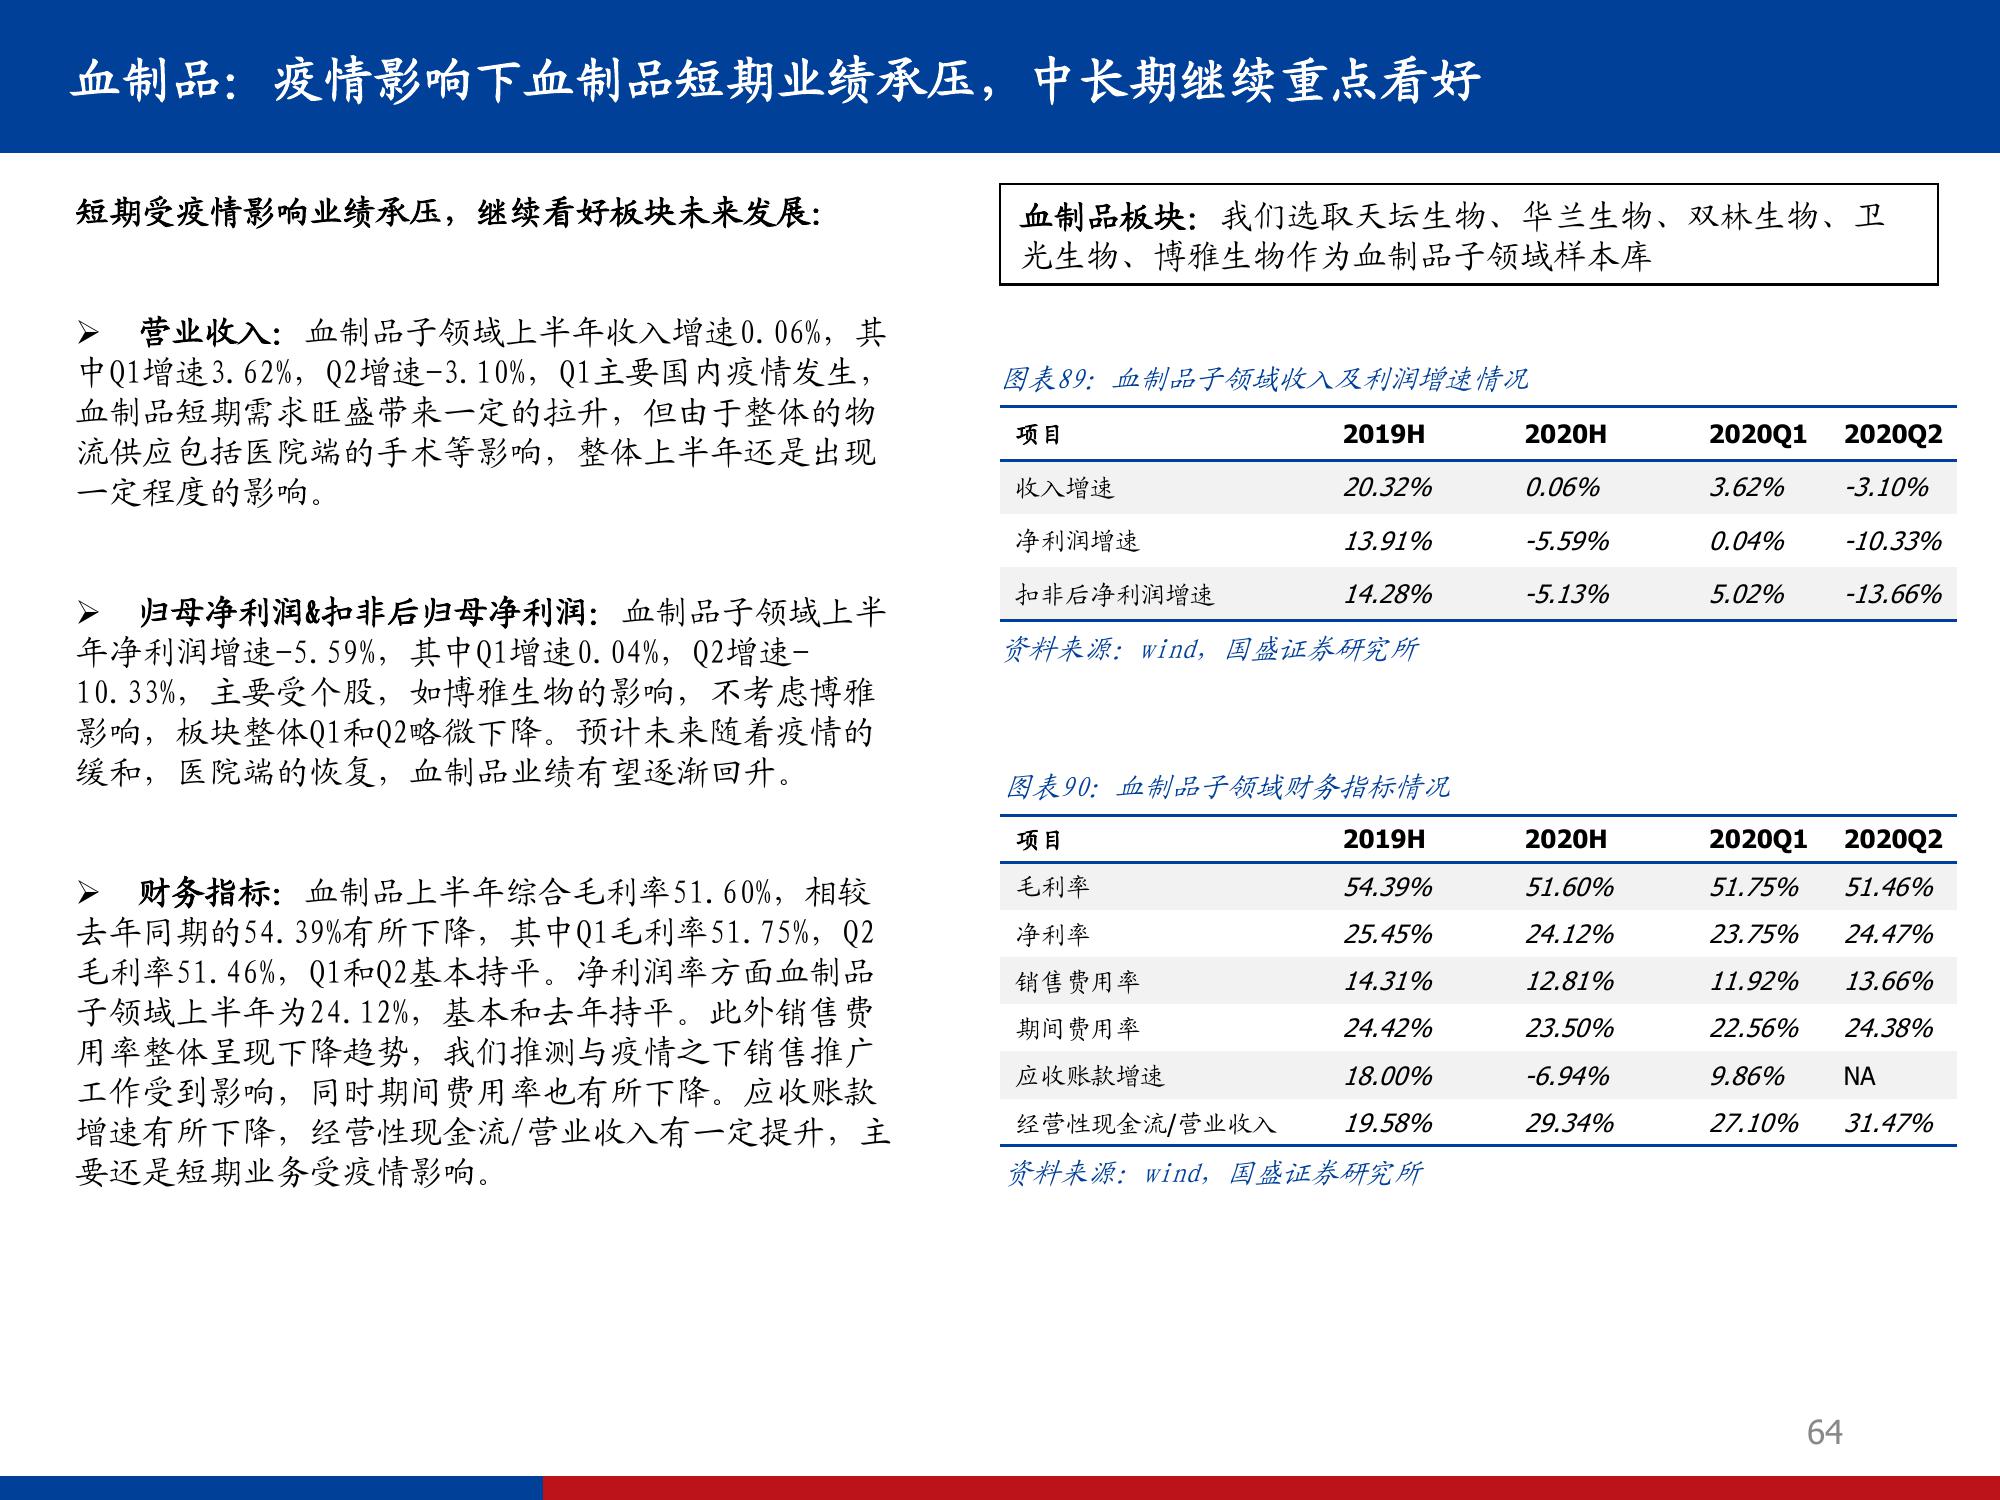 血制品：疫情影响下血制品短期业绩承压，中长期继续重点看好
短期受疫情影响业绩承压，继续看好板块未来发展：
➢ 营业收入：血制品子领域上半年收入增速0.06%，其
中Q1增速3.62%，Q2增速-3.10%，Q1主要国内疫情发生，
血制品短期需求旺盛带来一定的拉升，但由于整体的物
流供应包括医院端的手术等影响，整体上半年还是出现
一定程度的影响。
➢ 归母净利润&扣非后归母净利润：血制品子领域上半
年净利润增速-5.59%，其中Q1增速0.04%，Q2增速-
10.33%，主要受个股，如博雅生物的影响，不考虑博雅
影响，板块整体Q1和Q2略微下降。预计未来随着疫情的
缓和，医院端的恢复，血制品业绩有望逐渐回升。
➢ 财务指标：血制品上半年综合毛利率51.60%，相较
去年同期的54.39%有所下降，其中Q1毛利率51.75%，Q2
毛利率51.46%，Q1和Q2基本持平。净利润率方面血制品
子领域上半年为24.12%，基本和去年持平。此外销售费
用率整体呈现下降趋势，我们推测与疫情之下销售推广
工作受到影响，同时期间费用率也有所下降。应收账款
增速有所下降，经营性现金流/营业收入有一定提升，主
要还是短期业务受疫情影响。
血制品板块：我们选取天坛生物、华兰生物、双林生物、卫
光生物、博雅生物作为血制品子领域样本库
图表89：血制品子领域收入及利润增速情况
项目 2019H 2020H 2020Q1 2020Q2
收入增速 20.32% 0.06% 3.62% -3.10%
净利润增速 13.91% -5.59% 0.04% -10.33%
扣非后净利润增速 14.28% -5.13% 5.02% -13.66%
资料来源：wind，国盛证券研究所
图表90：血制品子领域财务指标情况
项目 2019H 2020H 2020Q1 2020Q2
毛利率 54.39% 51.60% 51.75% 51.46%
净利率 25.45% 24.12% 23.75% 24.47%
销售费用率 14.31% 12.81% 11.92% 13.66%
期间费用率 24.42% 23.50% 22.56% 24.38%
应收账款增速 18.00% -6.94% 9.86% NA
经营性现金流/营业收入 19.58% 29.34% 27.10% 31.47%
资料来源：wind，国盛证券研究所
64